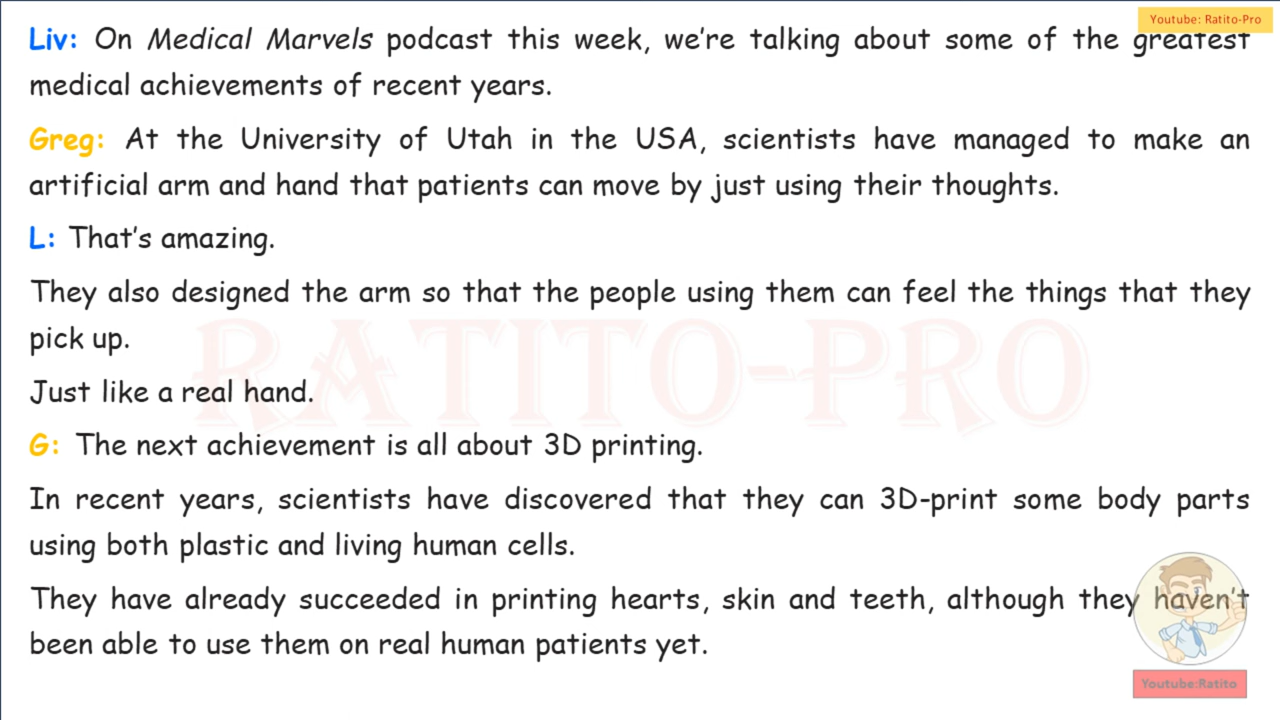 Youtube: Ratito-Pro
Liv: On Medical Marvels podcast this week, we're talking about some of the greatest
medical achievements of recent years.
Greg: At the University of Utah in the USA, scientists have managed to make an
artificial arm and hand that patients can move by just using their thoughts.
L: That's amazing.
They also designed the arm so that the people using them can feel the things that they
pick up.
RATITO-PRO
Just like a real hand.
G: The next achievement is all about 3D printing.
In recent years, scientists have discovered that they can 3D-print some body parts
using both plastic and living human cells.
They have already succeeded in printing hearts, skin and teeth, although they haven't
been able to use them on real human patients yet.
Youtube:Ratito